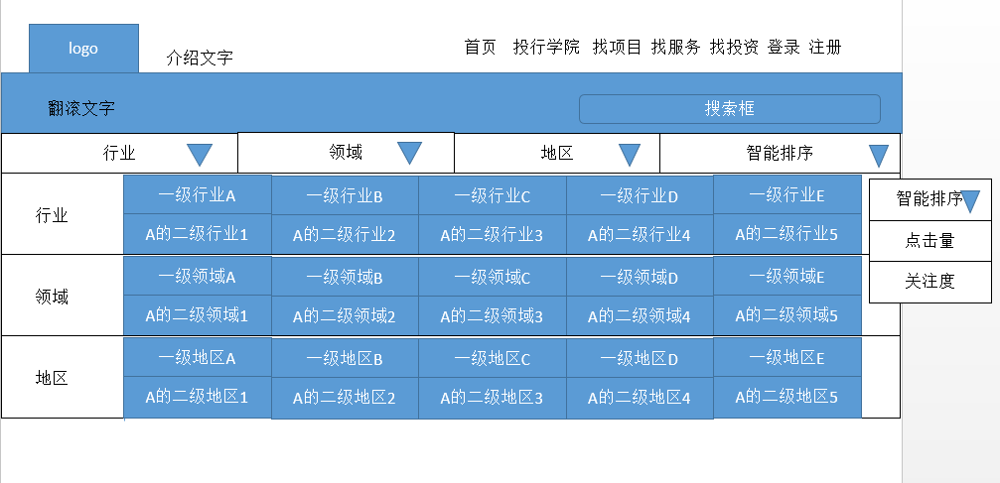 logo
介绍文字
首页 投行学院 找项目 找服务 找投资 登录 注册
翻滚文字
搜索框
行业 领域 地区 智能排序
行业
一级行业A 一级行业B 一级行业C 一级行业D 一级行业E
A的二级行业1 A的二级行业2 A的二级行业3 A的二级行业4 A的二级行业5
领域
一级领域A 一级领域B 一级领域C 一级领域D 一级领域E
A的二级领域1 A的二级领域2 A的二级领域3 A的二级领域4 A的二级领域5
地区
一级地区A 一级地区B 一级地区C 一级地区D 一级地区E
A的二级地区1 A的二级地区2 A的二级地区3 A的二级地区4 A的二级地区5
智能排序
点击量
关注度